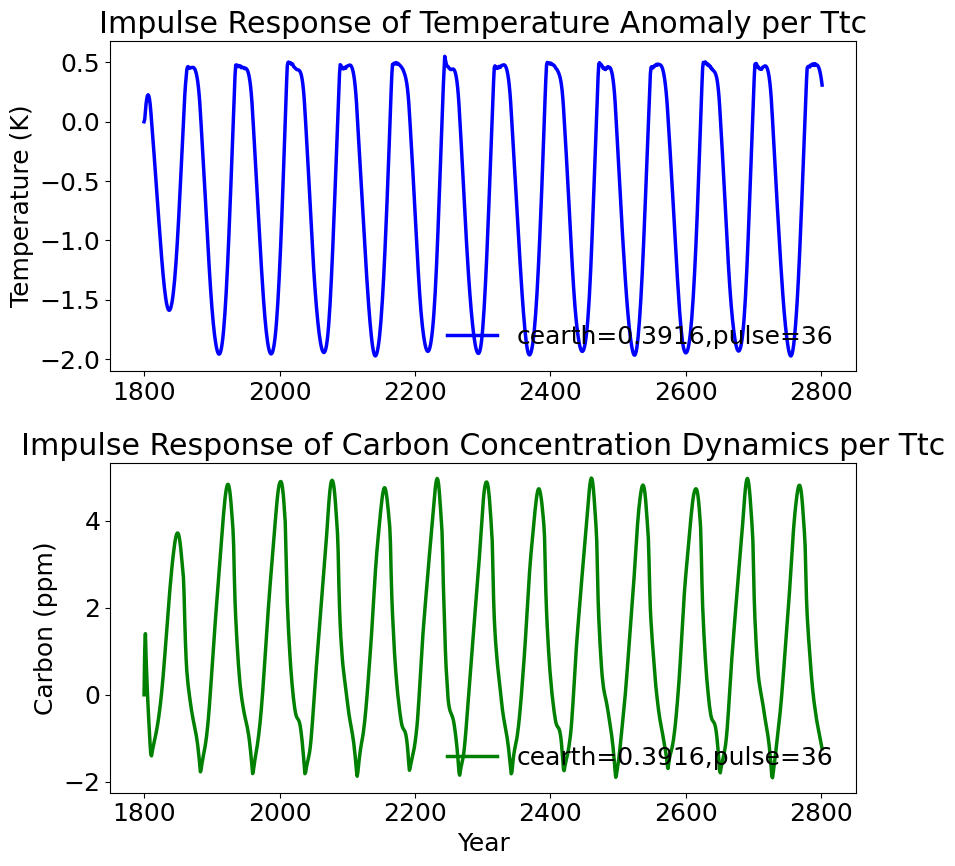 Impulse Response of Temperature Anomaly per Ttc
Temperature (K)
0.5
0.0
−0.5
−1.0
−1.5
−2.0
cearth=0.3916,pulse=36
1800 2000 2200 2400 2600 2800
Impulse Response of Carbon Concentration Dynamics per Ttc
Carbon (ppm)
4
2
0
−2
cearth=0.3916,pulse=36
1800 2000 2200 2400 2600 2800
Year